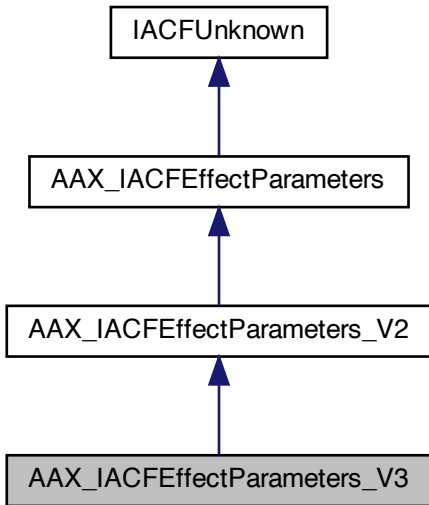 IACFUnknown
AAX_IACFEffectParameters
AAX_IACFEffectParameters_V2
AAX_IACFEffectParameters_V3